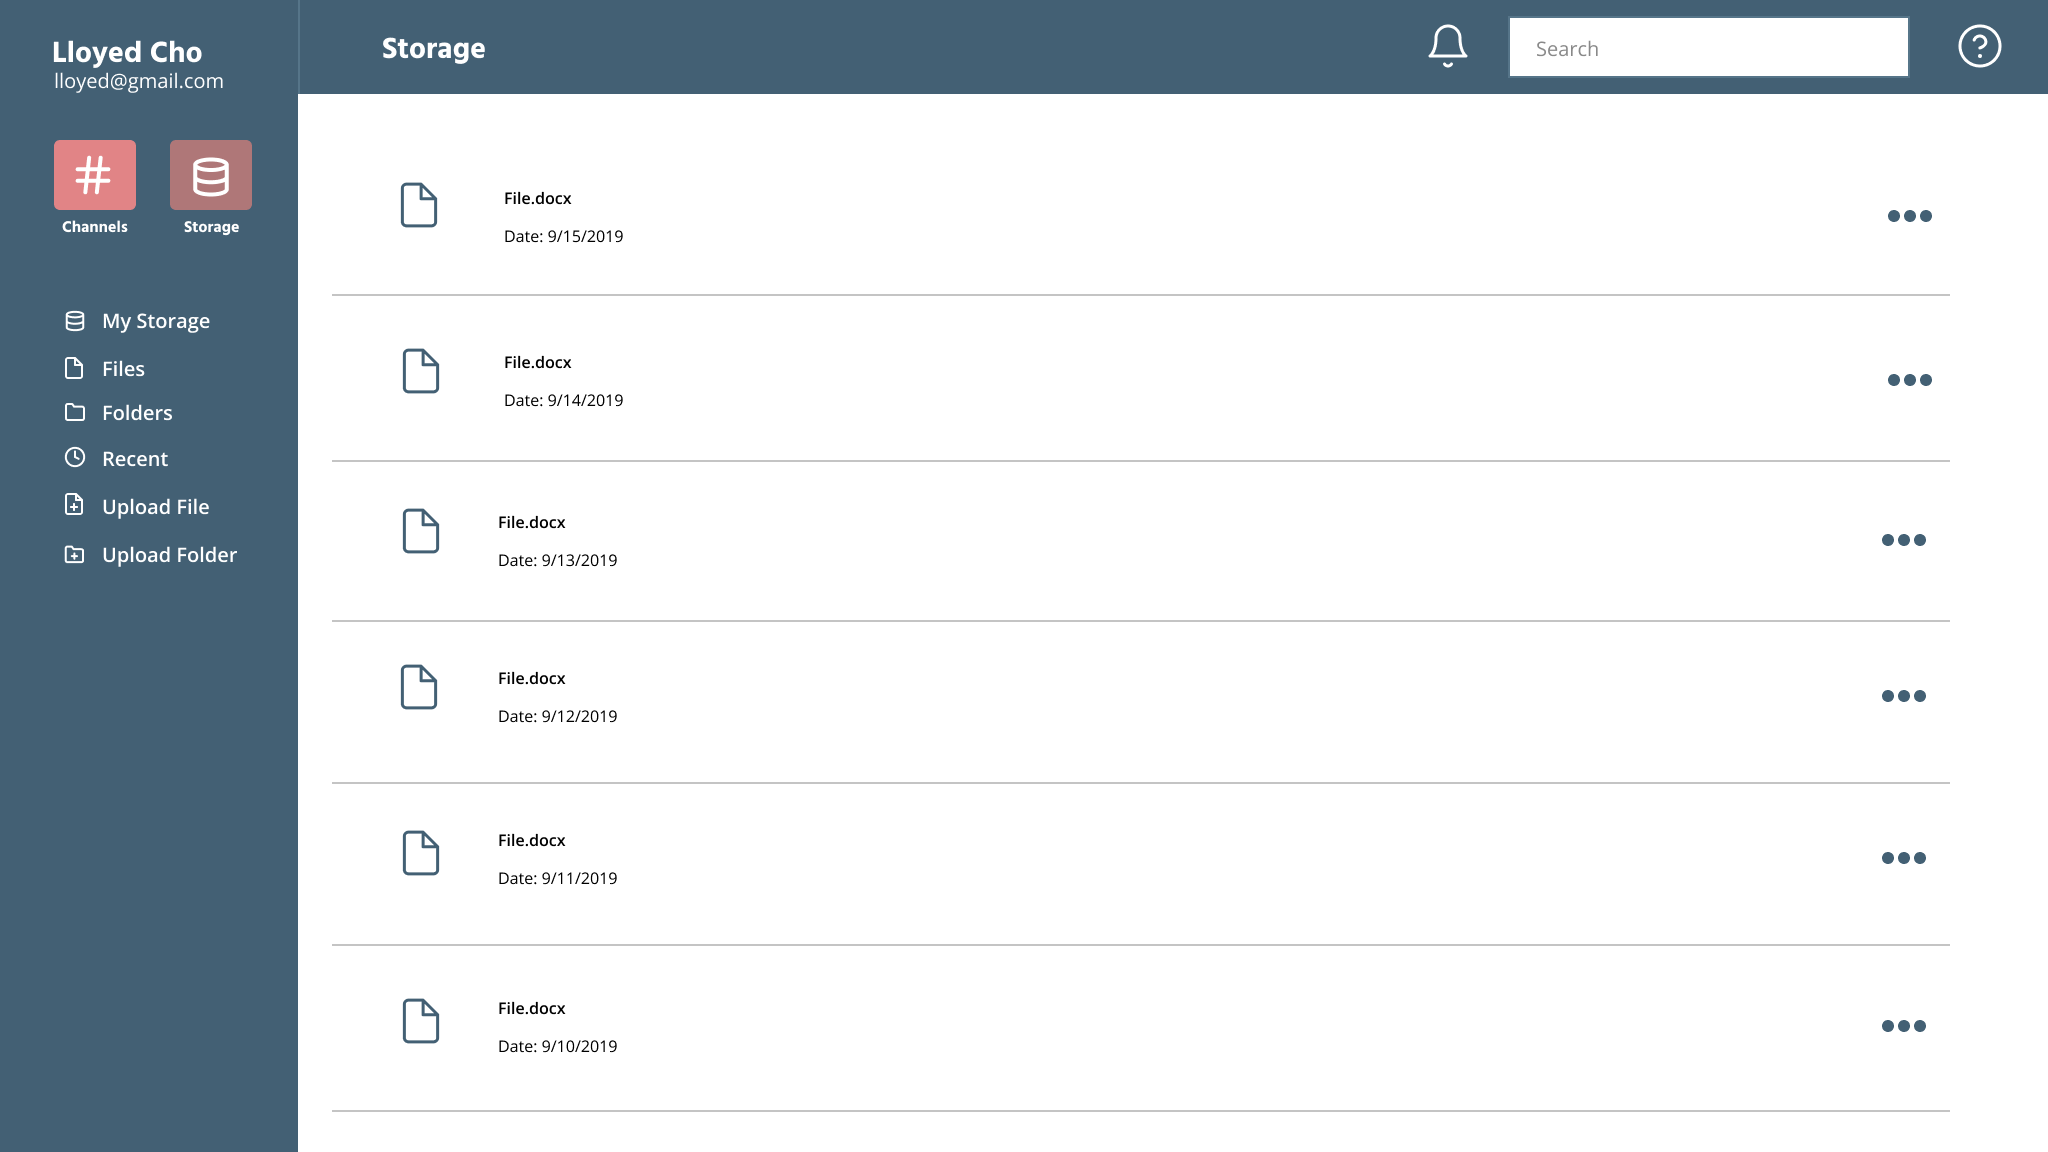 Lloyed Cho
lloyed@gmail.com
Channels
Storage
My Storage
Files
Folders
Recent
Upload File
Upload Folder
Storage
Search
File.docx
Date: 9/15/2019
File.docx
Date: 9/14/2019
File.docx
Date: 9/13/2019
File.docx
Date: 9/12/2019
File.docx
Date: 9/11/2019
File.docx
Date: 9/10/2019